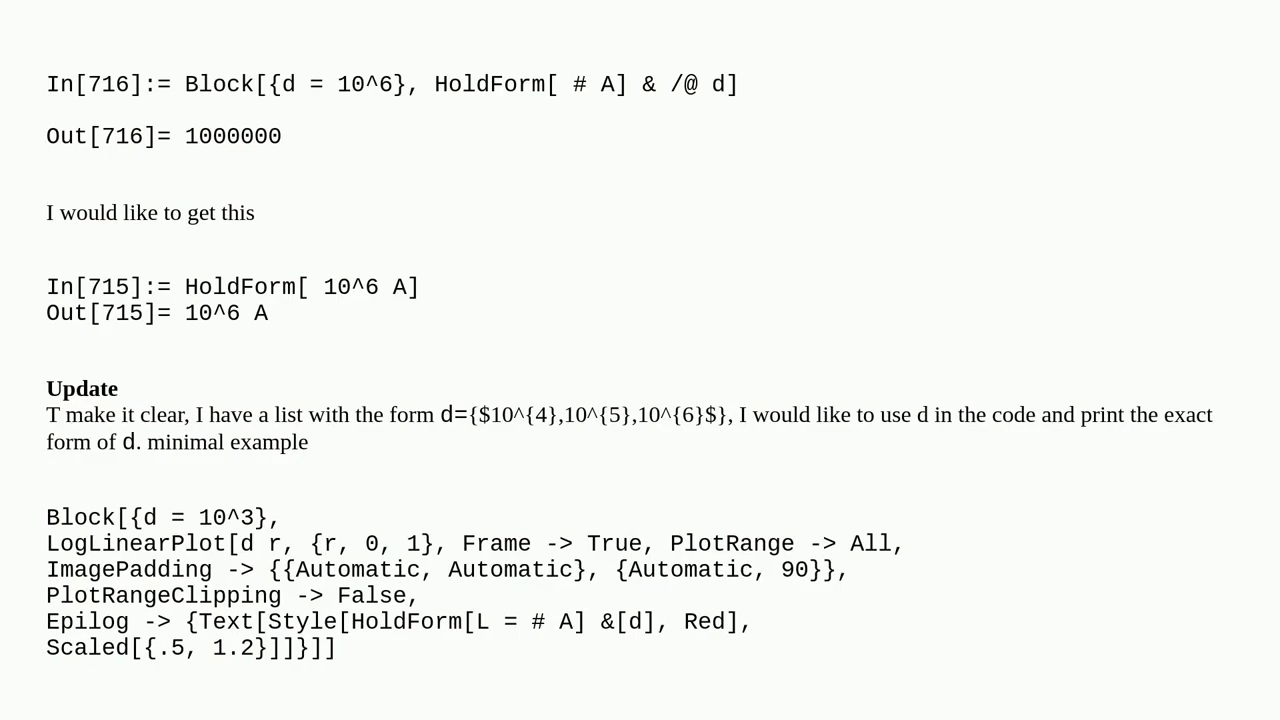 In[716]:= Block[{d = 10^6}, HoldForm[ # A] & /@ d]
Out[716]= 1000000
I would like to get this
In[715]:= HoldForm[ 10^6 A]
Out[715]= 10^6 A
Update
T make it clear, I have a list with the form d={$10^{4},10^{5},10^{6}$}, I would like to use d in the code and print the exact
form of d. minimal example
Block[{d = 10^3},
LogLinearPlot[d r, {r, 0, 1}, Frame -> True, PlotRange -> All,
ImagePadding -> {{Automatic, Automatic}, {Automatic, 90}},
PlotRangeClipping -> False,
Epilog -> {Text[Style[HoldForm[L = # A] &[d], Red],
Scaled[{.5, 1.2}]]}]]